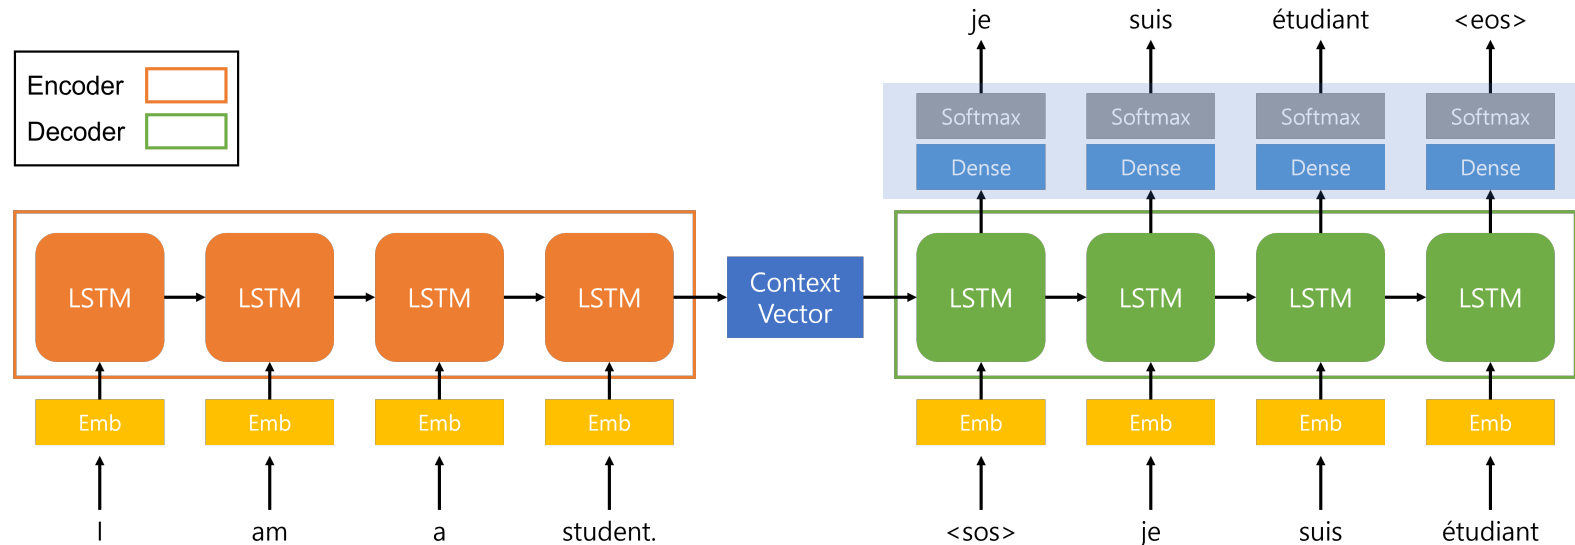 je suis étudiant <eos>
Encoder
Decoder
Softmax Softmax Softmax Softmax
Dense Dense Dense Dense
LSTM LSTM LSTM LSTM
Context
Vector
LSTM LSTM LSTM LSTM
Emb Emb Emb Emb
Emb Emb Emb Emb
I am a student.
<sos> je suis étudiant